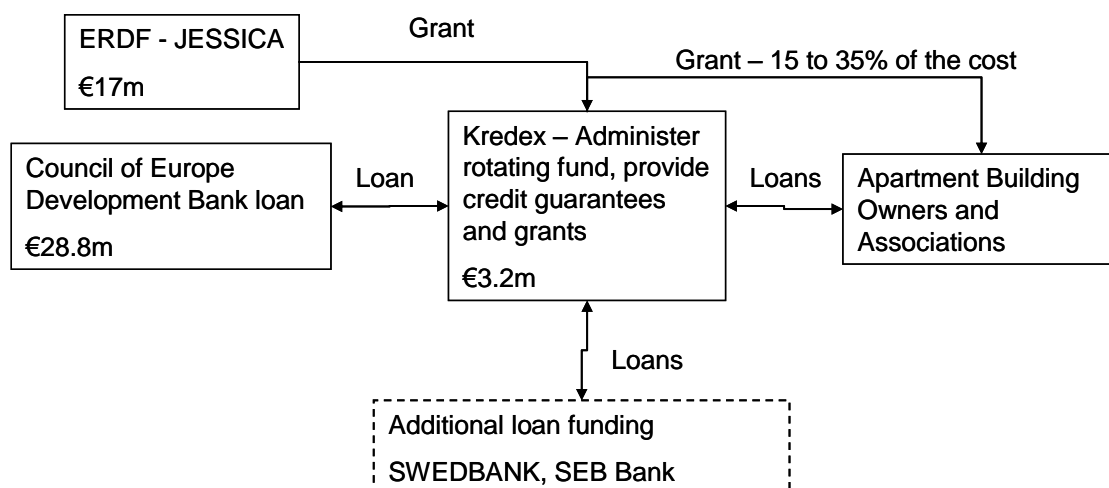 ERDF - JESSICA
€17m
Grant
Grant – 15 to 35% of the cost
Council of Europe
Development Bank loan
€28.8m
Loan
Kredex – Administer
rotating fund, provide
credit guarantees
and grants
€3.2m
Loans
Apartment Building
Owners and
Associations
Loans
Additional loan funding
SWEDBANK, SEB Bank